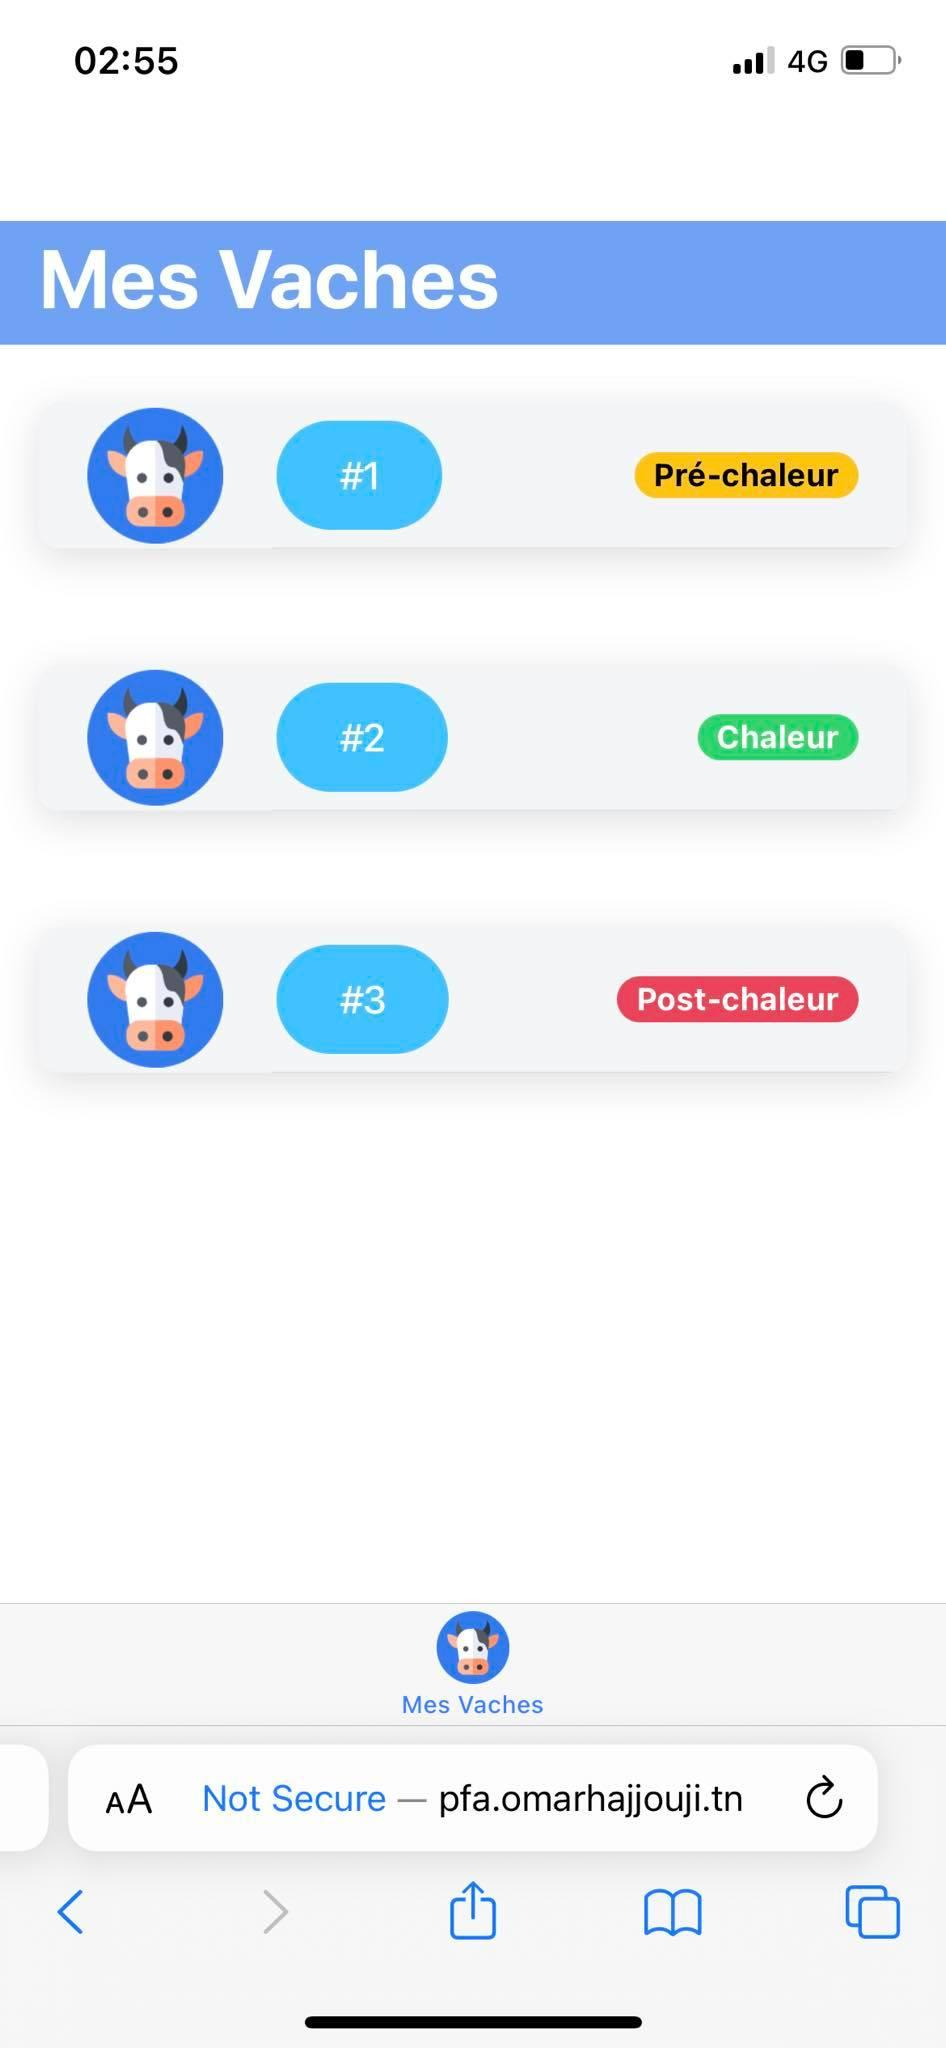 02:55
4G
Mes Vaches
#1
Pré-chaleur
#2
Chaleur
#3
Post-chaleur
Mes Vaches
AA
Not Secure — pfa.omarhajjouji.tn